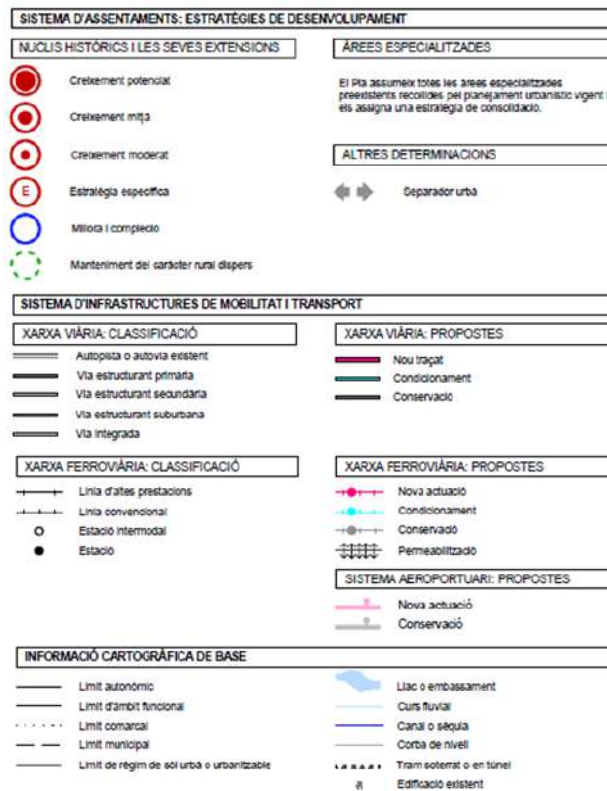 SISTEMA D'ASSENTAMENTS: ESTRATÈGIES DE DESENVOLUPAMENT
NUCLIS HISTÒRICS I LES SEVES EXTENSIONS
Creixement potenciat
Creixement mitjà
Creixement moderat
E Estratègia específica
Millora i compleció
Manteniment del caràcter rural dispers
ÀREES ESPECIALITZADES
El Pla assumeix totes les àrees especialitzades
preexistents recollides pel planejament urbanístic vigent i
els assigna una estratègia de consolidació.
ALTRES DETERMINACIONS
Separador urbà
SISTEMA D'INFRASTRUCTURES DE MOBILITAT I TRANSPORT
XARXA VIÀRIA: CLASSIFICACIÓ
Autopista o autovia existent
Via estructurant primària
Via estructurant secundària
Via estructurant suburbana
Via integrada
XARXA VIÀRIA: PROPOSTES
Nou traçat
Condicionament
Conservació
XARXA FERROVIÀRIA: CLASSIFICACIÓ
Línia d'altes prestacions
Línia convencional
Estació intermodal
Estació
XARXA FERROVIÀRIA: PROPOSTES
Nova actuació
Condicionament
Conservació
Permeabilització
SISTEMA AEROPORTUARI: PROPOSTES
Nova actuació
Conservació
INFORMACIÓ CARTOGRÀFICA DE BASE
Límit autonòmic
Límit d'àmbit funcional
Límit comarcal
Límit municipal
Límit de règim de sòl urbà o urbanitzable
Llac o embassament
Curs fluvial
Canal o sèquia
Corba de nivell
Tram soterrat o en túnel
Edificació existent